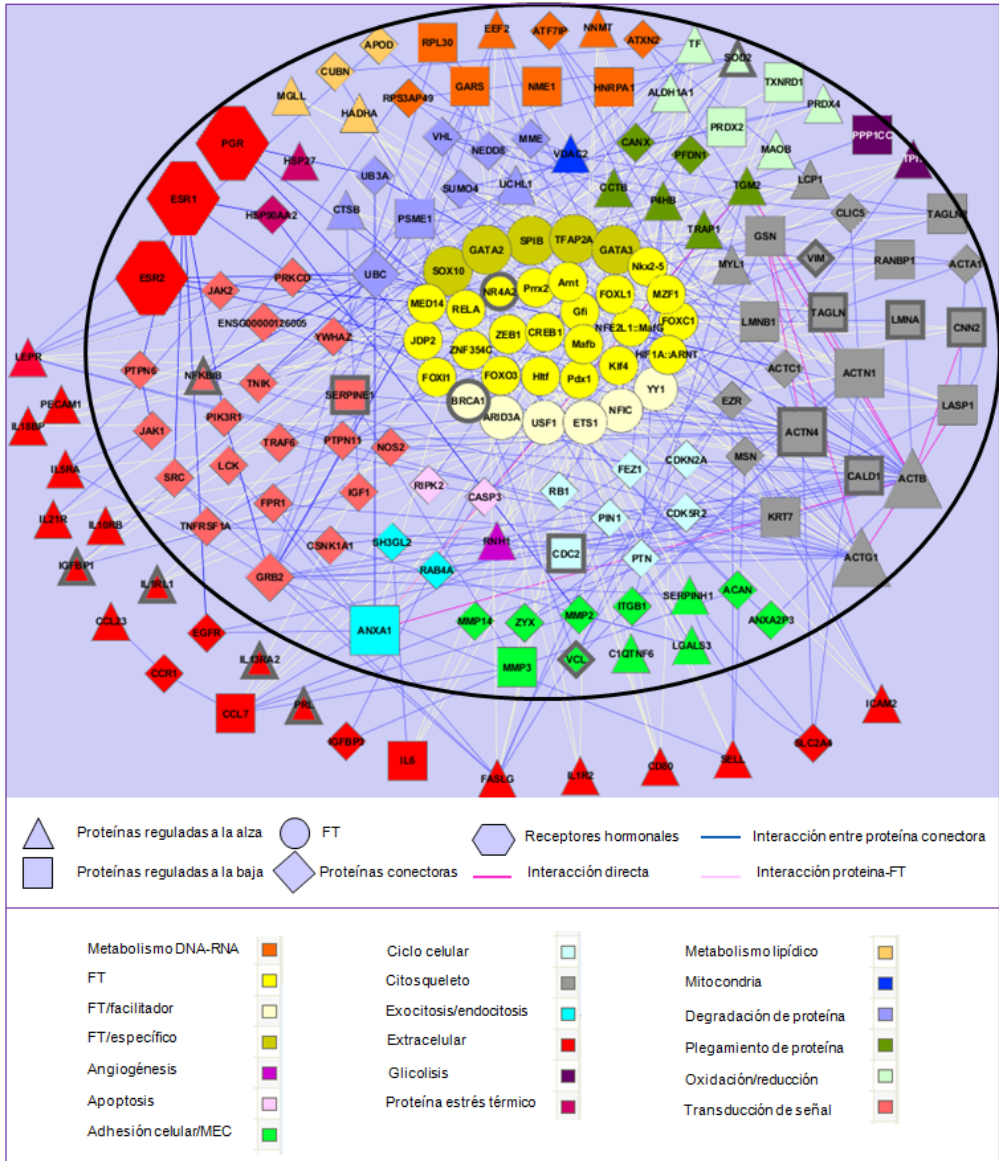 APOD
RPL30
EEF2
ATF7IP
NNMT
ATXN2
TF
SOD2
CUBN
MGLL
HADHA
RPS3AP49
GARS
NME1
HNRPA1
ALDH1A1
TXNRD1
PRDX4
PRDX2
PPP1CC
PGR
HSP27
VHL
NEDD8
MME
VDAC2
CANX
PFDN1
MAOB
LCP1
UB3A
SUMO4
UCHL1
CCTB
P4HB
TGM2
ESR1
HSP90AA2
CTSB
PSME1
TRAP1
GSN
CLIC5
TAGLN2
SPIB
TFAP2A
GATA2
GATA3
SOX10
ESR2
PRKCD
UBC
NR4A2
Prrx2
Arnt
Nkx2-5
MYL1
VIM
RANBP1
ACTA1
JAK2
MED14
RELA
Gfi
FOXL1
MZF1
ENSG00000126005
YWHAZ
JDP2
ZNF354C
ZEB1
CREB1
Mafb
NFE2L1::MafG
FOXC1
LMNB1
TAGLN
LMNA
CNN2
LEPR
PTPN6
NFKBIB
TNIK
SERPINE1
FOXI1
FOXO3
Hltf
Pdx1
Klf4
HIF1A::ARNT
ACTC1
ACTN1
PECAM1
IL18BP
JAK1
PIK3R1
BRCA1
ARID3A
USF1
ETS1
NFIC
YY1
EZR
LASP1
TRAF6
PTPN11
NOS2
ACTN4
IL5RA
SRC
LCK
RIPK2
CASP3
FEZ1
CDKN2A
MSN
CALD1
ACTB
IL21R
IL10RB
TNFRSF1A
FPR1
IGF1
RB1
PIN1
CDK5R2
KRT7
IGFBP1
IL1RL1
CSNK1A1
SH3GL2
RNH1
CDC2
PTN
ACTG1
GRB2
RAB4A
CCL23
EGFR
ANXA1
MMP14
ZYX
MMP2
ITGB1
SERPINH1
ACAN
ANXA2P3
CCR1
IL13RA2
MMP3
VCL
C1QTNF6
LGALS3
CCL7
PRL
IGFBP3
IL6
FASLG
IL1R2
CD80
SELL
SLC2A4
ICAM2
Proteínas reguladas a la alza
FT
Receptores hormonales
Interacción entre proteína conectora
Proteínas reguladas a la baja
Proteínas conectoras
Interacción directa
Interacción proteina-FT
Metabolismo DNA-RNA
FT
FT/facilitador
FT/específico
Angiogénesis
Apoptosis
Adhesión celular/MEC
Ciclo celular
Citosqueleto
Exocitosis/endocitosis
Extracelular
Glicolisis
Proteína estrés térmico
Metabolismo lipídico
Mitocondria
Degradación de proteína
Plegamiento de proteína
Oxidación/reducción
Transducción de señal